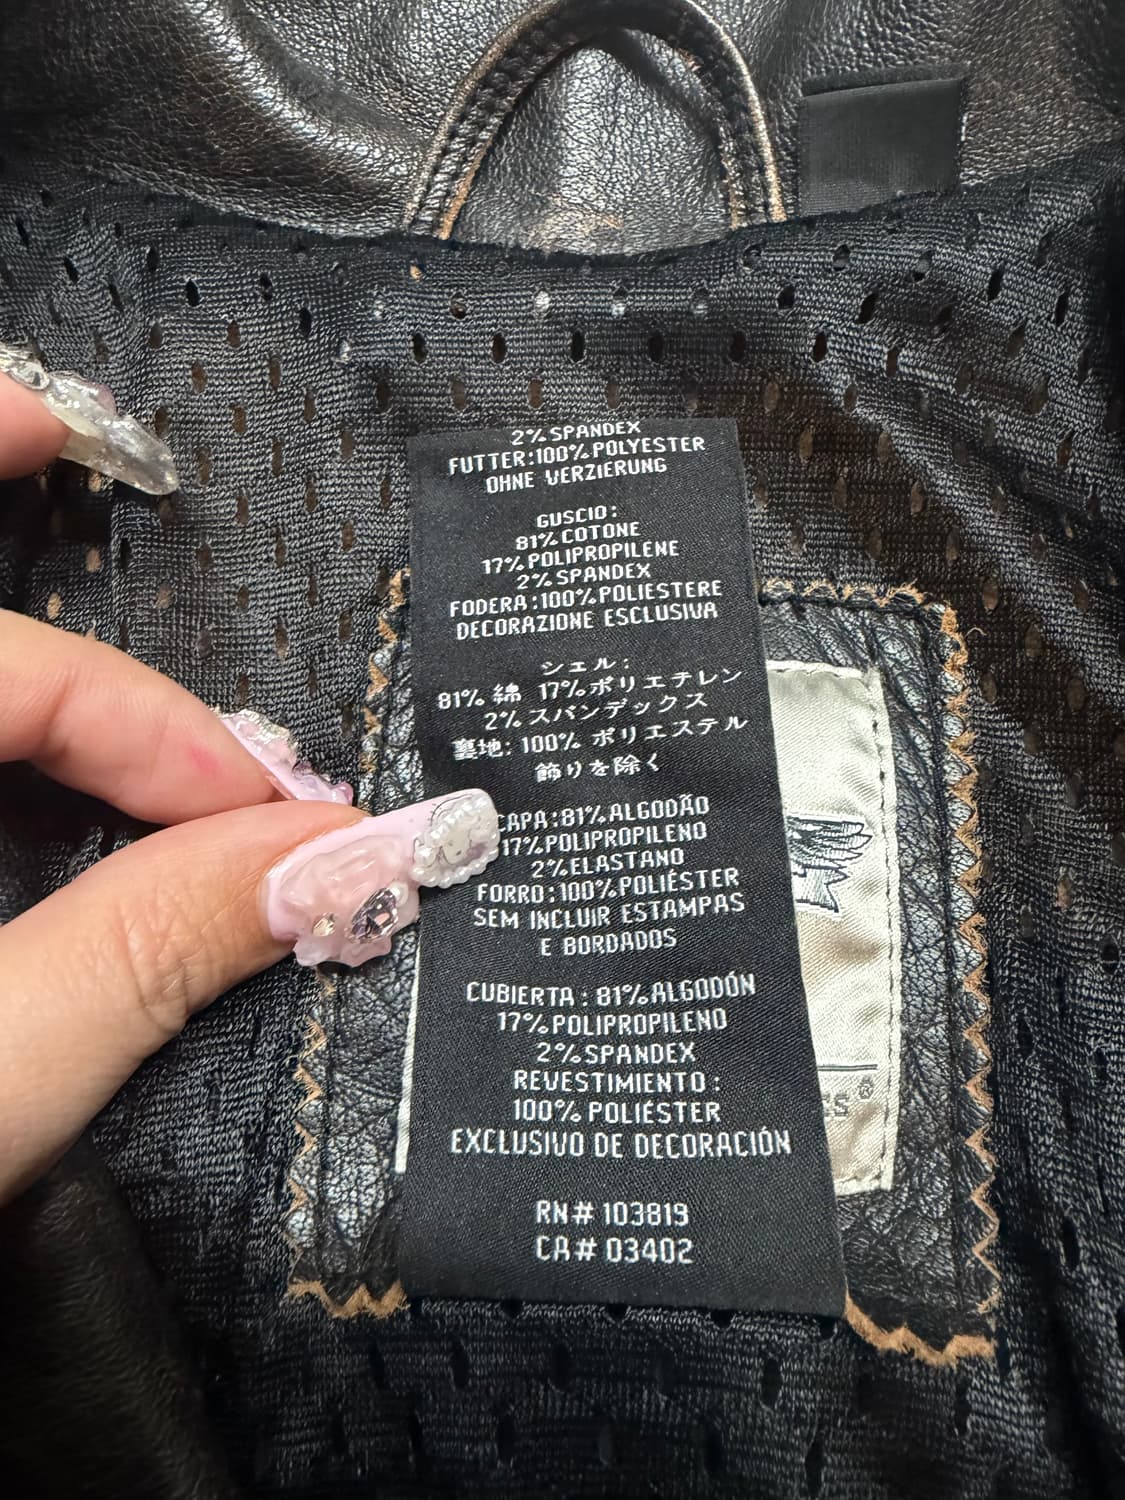 2% SPANDEX
FUTTER:100% POLYESTER
OHNE VERZIERUNG
GUSCIO:
81% COTONE
17% POLIPROPILENE
2% SPANDEX
FODERA:100% POLIESTERE
DECORAZIONE ESCLUSIVA
シェル:
81% 綿 17% ポリエチレン
2% スパンデックス
裏地: 100% ポリエステル
飾りを除く
CAPA:81% ALGODÃO
17% POLIPROPILENO
2% ELASTANO
FORRO:100% POLIÉSTER
SEM INCLUIR ESTAMPAS
E BORDADOS
CUBIERTA: 81% ALGODÓN
17% POLIPROPILENO
2% SPANDEX
REVESTIMIENTO:
100% POLIÉSTER
EXCLUSIVO DE DECORACIÓN
RN# 103819
CA# 03402